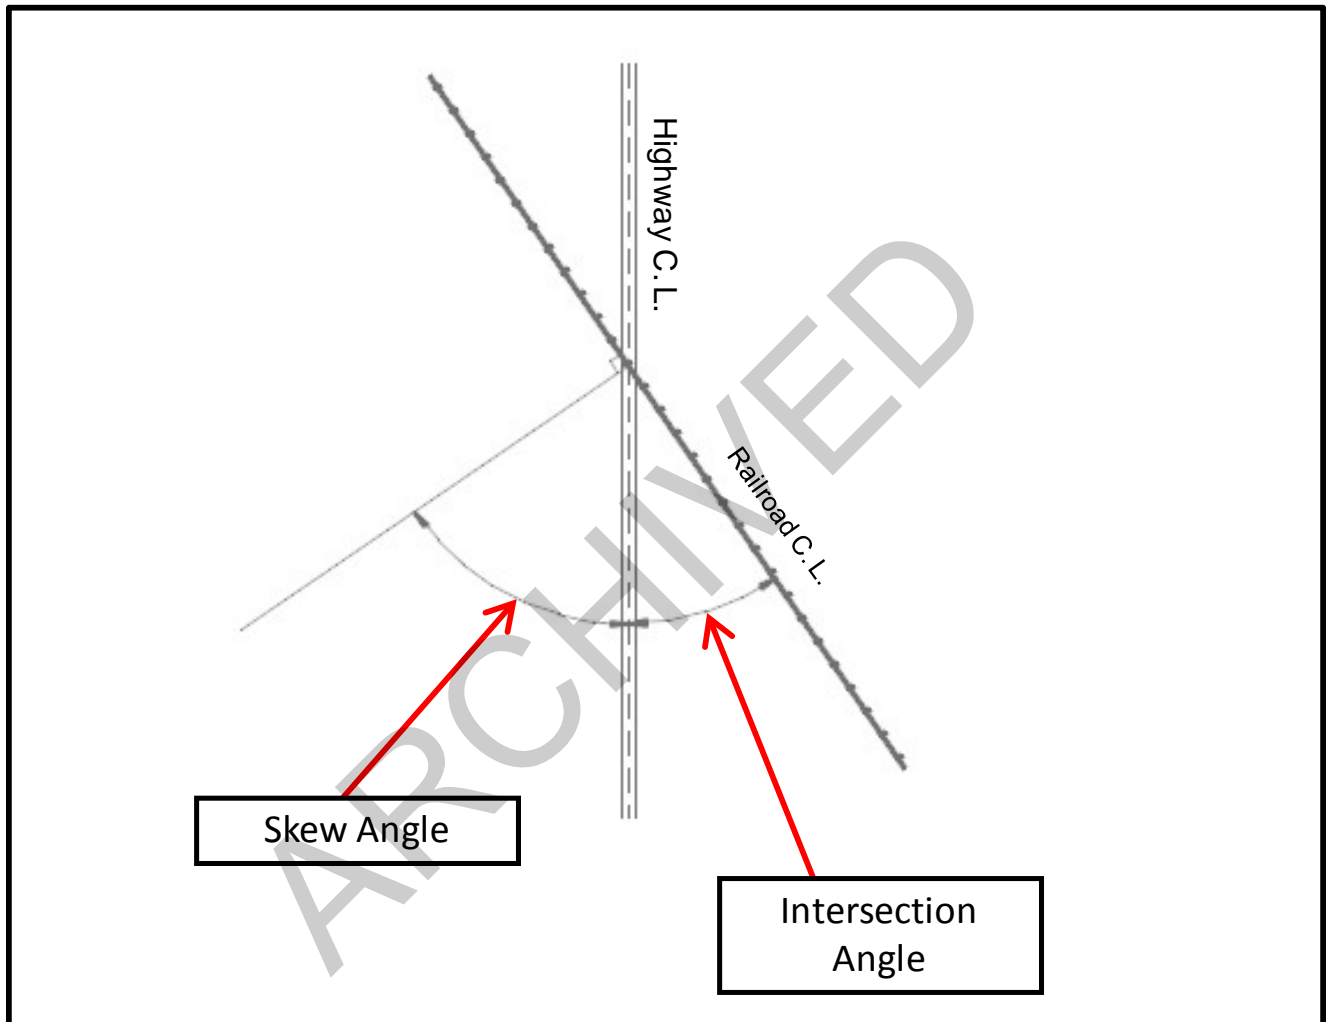 Highway C. L.
Railroad C. L.
ARCHIVED
Skew Angle
Intersection
Angle